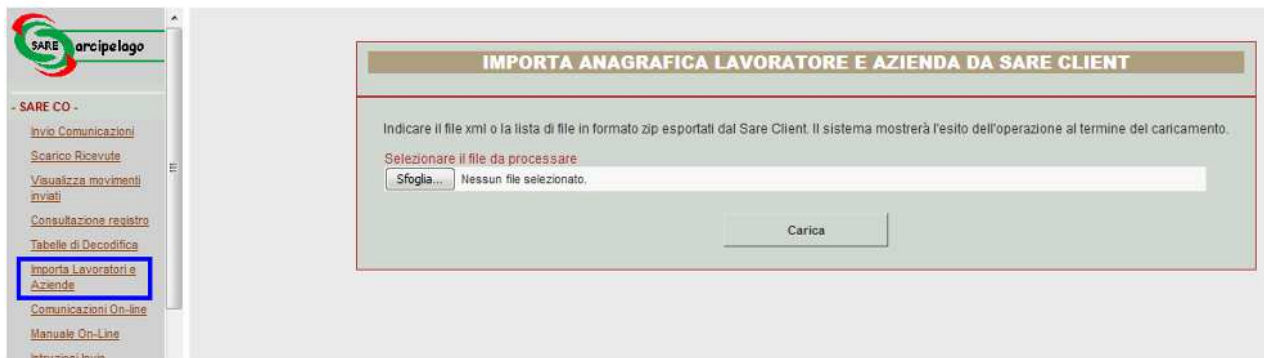 SARE arcipelago
- SARE CO -
Invio Comunicazioni
Scarico Ricevute
Visualizza movimenti
inviati
Consultazione registro
Tabelle di Decodifica
Importa Lavoratori e
Aziende
Comunicazioni On-line
Manuale On-Line
IMPORTA ANAGRAFICA LAVORATORE E AZIENDA DA SARE CLIENT
Indicare il file xml o la lista di file in formato zip esportati dal Sare Client. Il sistema mostrerà l'esito dell'operazione al termine del caricamento.
Selezionare il file da processare
Sfoglia... Nessun file selezionato.
Carica